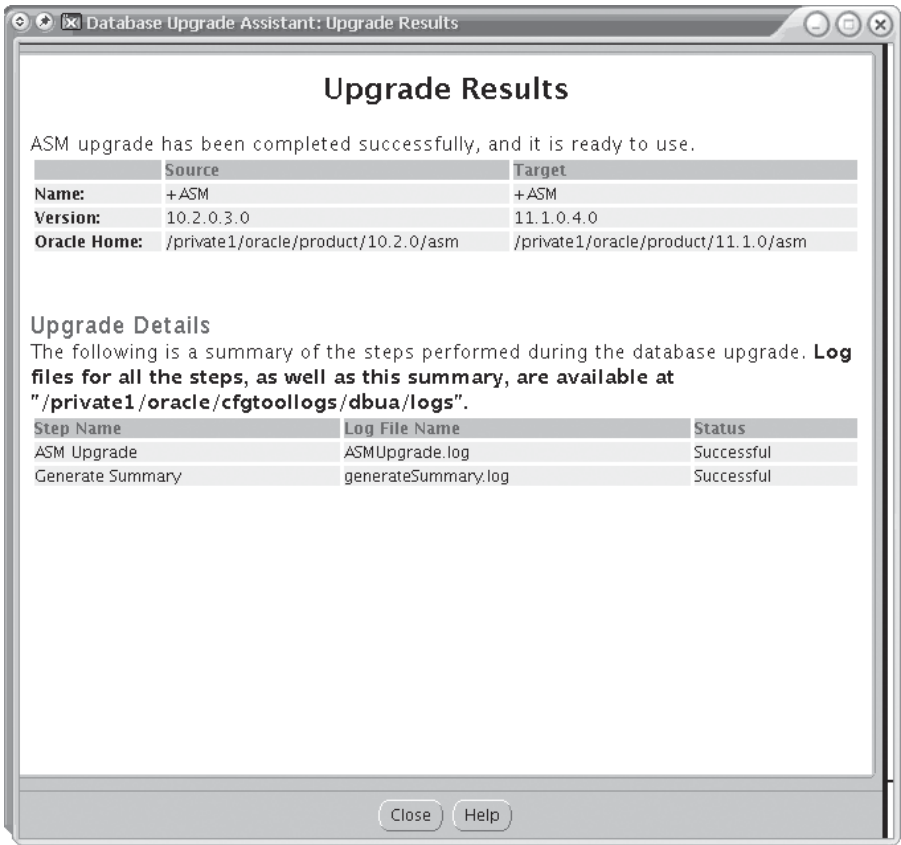 Database Upgrade Assistant: Upgrade Results
Upgrade Results
ASM upgrade has been completed successfully, and it is ready to use.
Source Target
Name: +ASM +ASM
Version: 10.2.0.3.0 11.1.0.4.0
Oracle Home: /private1/oracle/product/10.2.0/asm /private1/oracle/product/11.1.0/asm
Upgrade Details
The following is a summary of the steps performed during the database upgrade. Log
files for all the steps, as well as this summary, are available at
"/private1/oracle/cfgtoollogs/dbua/logs".
Step Name Log File Name Status
ASM Upgrade ASMUpgrade.log Successful
Generate Summary generateSummary.log Successful
Close Help